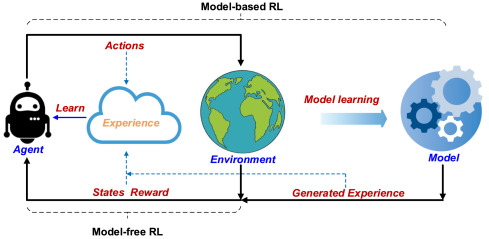 Model-based RL
Actions
Learn
Experience
Model learning
Agent
Environment
Model
States Reward
Generated Experience
Model-free RL